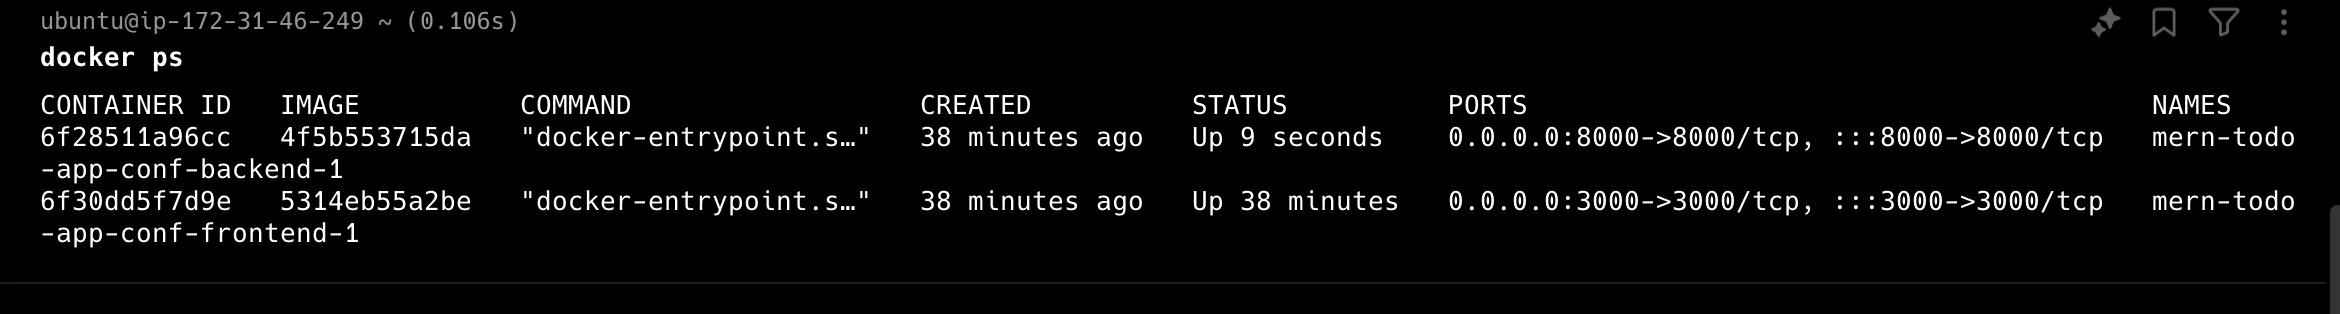 ubuntu@ip-172-31-46-249 ~ (0.106s)
docker ps
CONTAINER ID   IMAGE          COMMAND                  CREATED          STATUS          PORTS                                       NAMES
6f28511a96cc   4f5b553715da   "docker-entrypoint.s…"   38 minutes ago   Up 9 seconds    0.0.0.0:8000->8000/tcp, :::8000->8000/tcp   mern-todo
-app-conf-backend-1
6f30dd5f7d9e   5314eb55a2be   "docker-entrypoint.s…"   38 minutes ago   Up 38 minutes   0.0.0.0:3000->3000/tcp, :::3000->3000/tcp   mern-todo
-app-conf-frontend-1